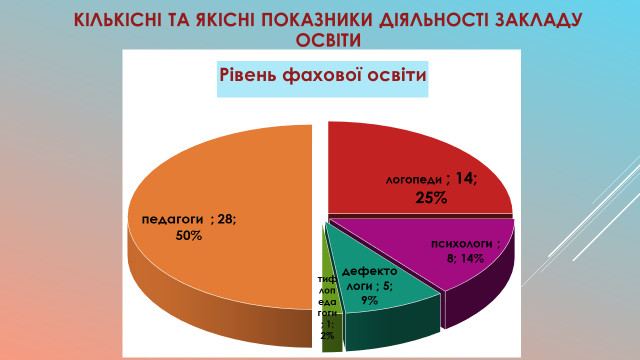 КІЛЬКІСНІ ТА ЯКІСНІ ПОКАЗНИКИ ДІЯЛЬНОСТІ ЗАКЛАДУ
ОСВІТИ
Рівень фахової освіти
логопеди ; 14;
25%
педагоги ; 28;
50%
психологи ;
8; 14%
дефекто
логи ; 5;
9%
тиф
лоп
еда
гоги
; 1;
2%